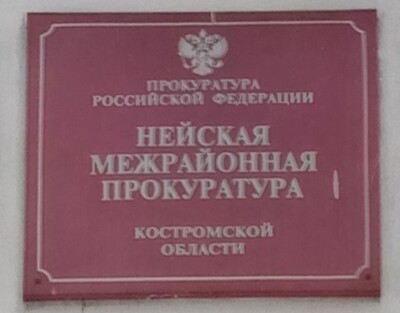 ПРОКУРАТУРА
РОССИЙСКОЙ ФЕДЕРАЦИИ
НЕЙСКАЯ
МЕЖРАЙОННАЯ
ПРОКУРАТУРА
КОСТРОМСКОЙ
ОБЛАСТИ